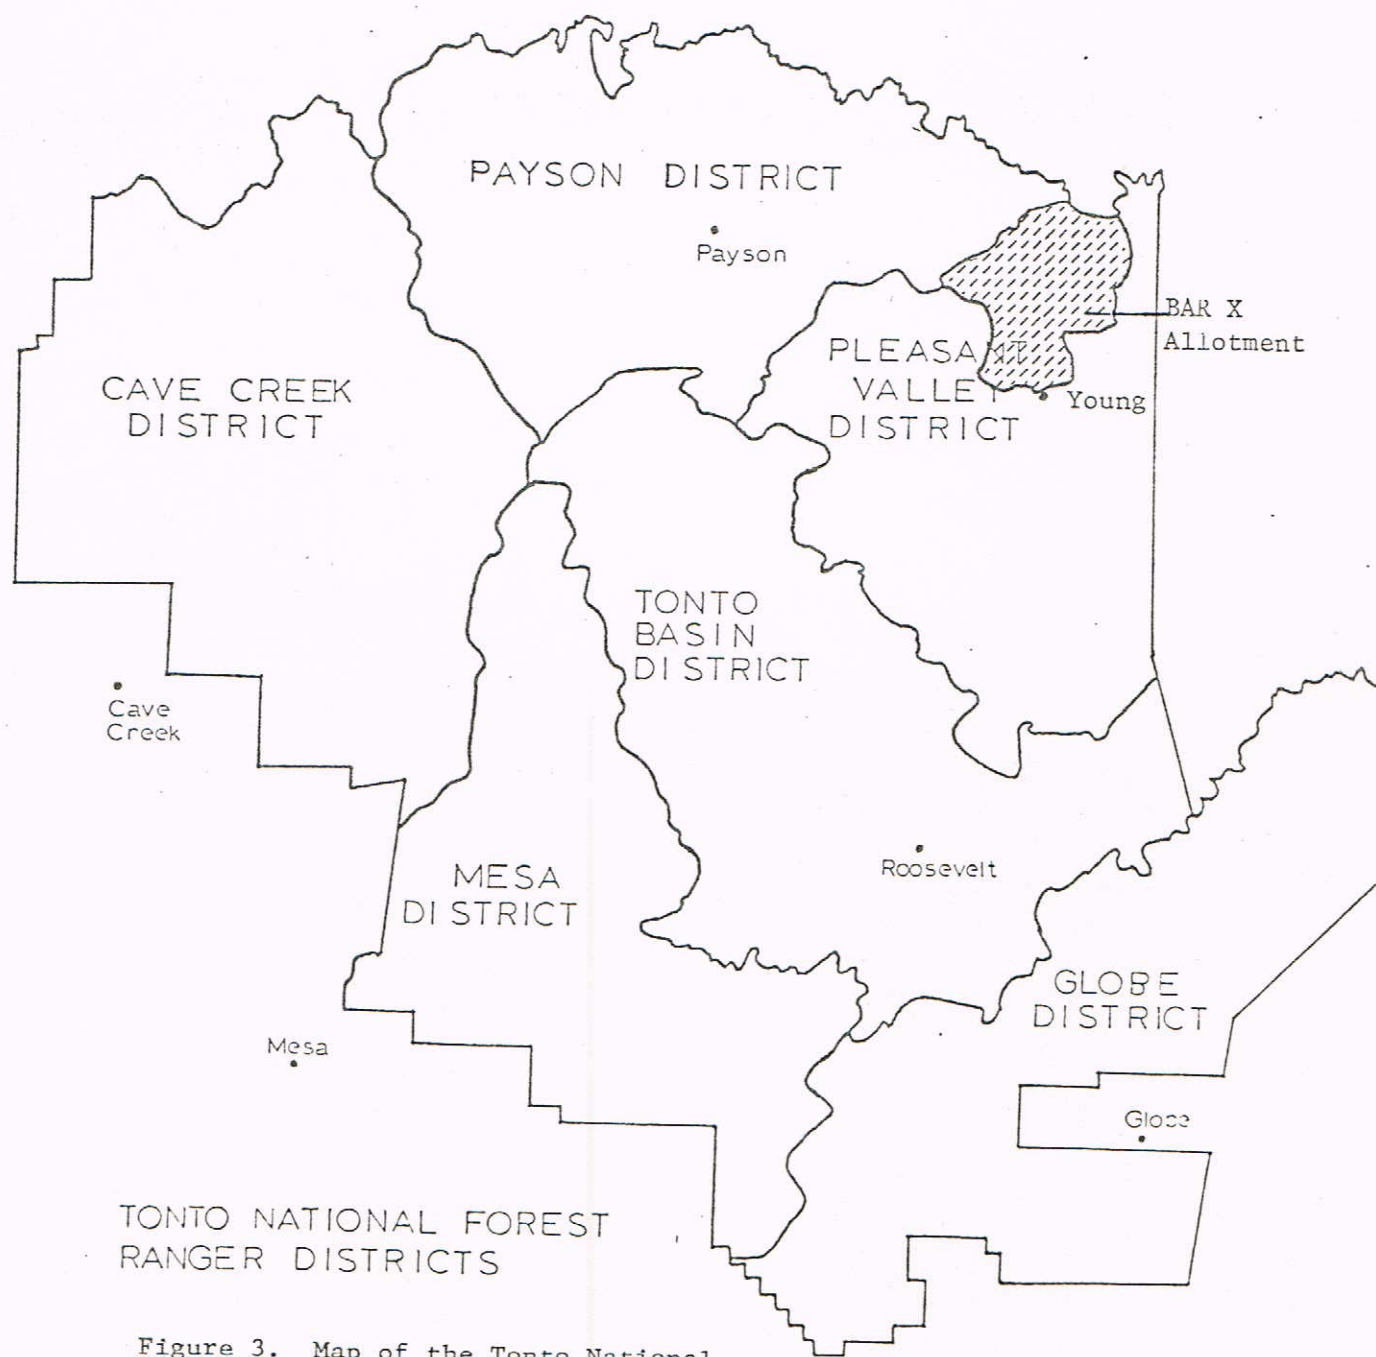 PAYSON DISTRICT
Payson
BAR X
Allotment
PLEASANT
VALLEY
DISTRICT
Young
CAVE CREEK
DISTRICT
TONTO
BASIN
DISTRICT
Cave
Creek
Roosevelt
MESA
DISTRICT
GLOBE
DISTRICT
Mesa
Globe
TONTO NATIONAL FOREST
RANGER DISTRICTS
Figure 3. Map of the Tonto National